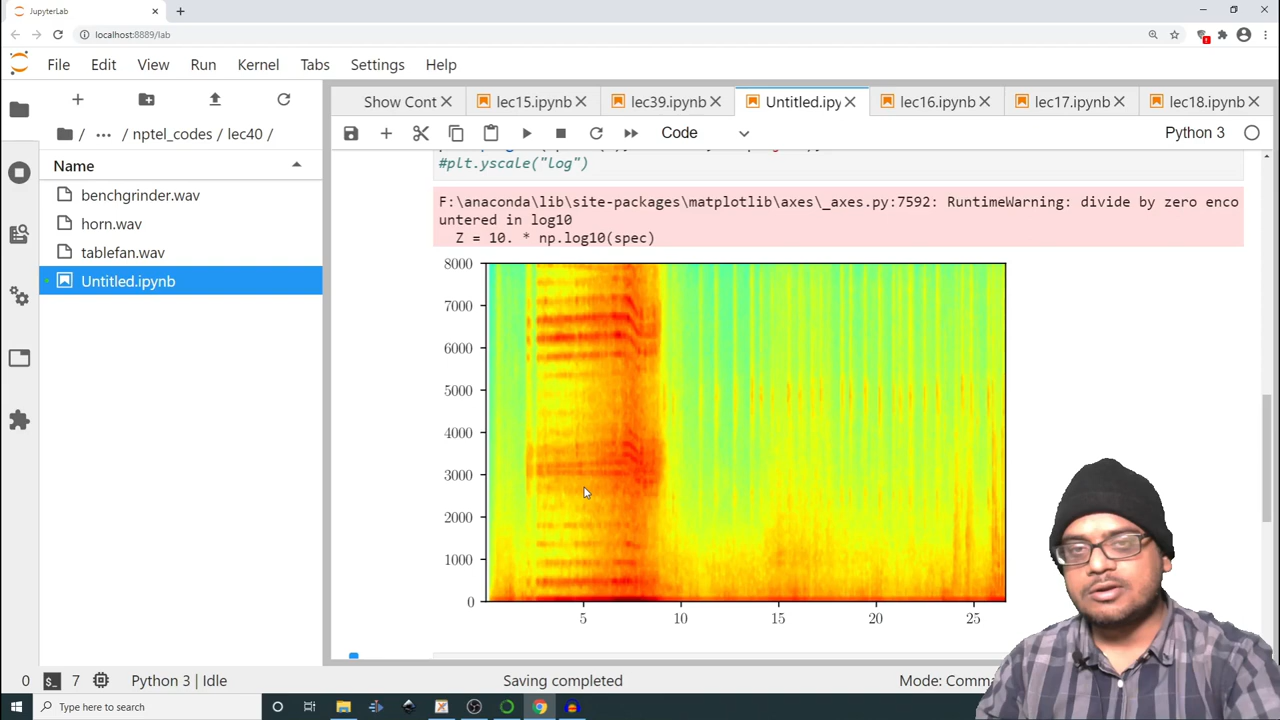 JupyterLab
localhost:8889/lab
File Edit View Run Kernel Tabs Settings Help
Show Cont lec15.ipynb lec39.ipynb Untitled.ipy lec16.ipynb lec17.ipynb lec18.ipynb
/ ··· / nptel_codes / lec40 /
Code
Python 3
Name
benchgrinder.wav
horn.wav
tablefan.wav
Untitled.ipynb
#plt.yscale("log")
F:\anaconda\lib\site-packages\matplotlib\axes\_axes.py:7592: RuntimeWarning: divide by zero enco
untered in log10
Z = 10. * np.log10(spec)
8000
7000
6000
5000
4000
3000
2000
1000
0
5 10 15 20 25
0 7 Python 3 | Idle Saving completed Mode: Comma
Type here to search